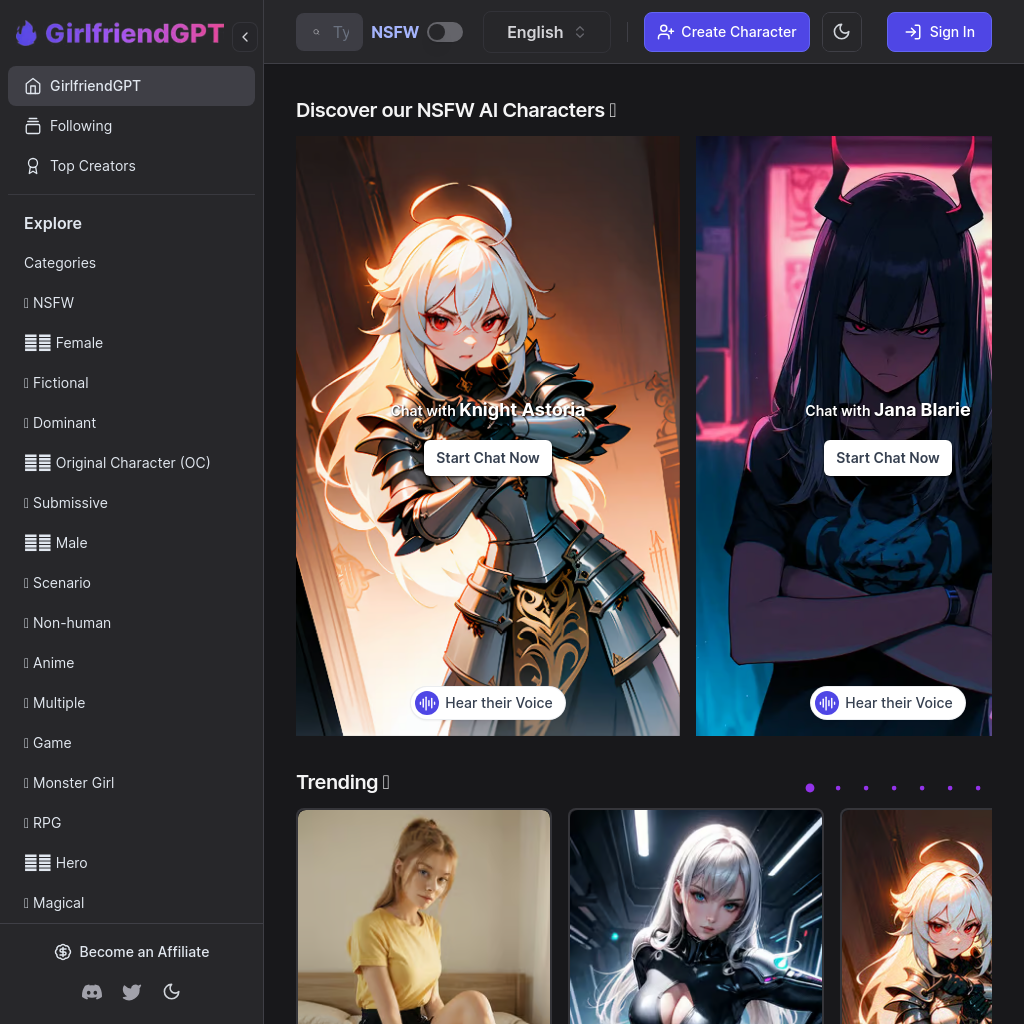 GirlfriendGPT
GirlfriendGPT
Following
Top Creators
Explore
Categories
NSFW
Female
Fictional
Dominant
Original Character (OC)
Submissive
Male
Scenario
Non-human
Anime
Multiple
Game
Monster Girl
RPG
Hero
Magical
Become an Affiliate
Ty NSFW English Create Character Sign In
Discover our NSFW AI Characters
Chat with Knight Astoria
Start Chat Now
Hear their Voice
Chat with Jana Blarie
Start Chat Now
Hear their Voice
Trending